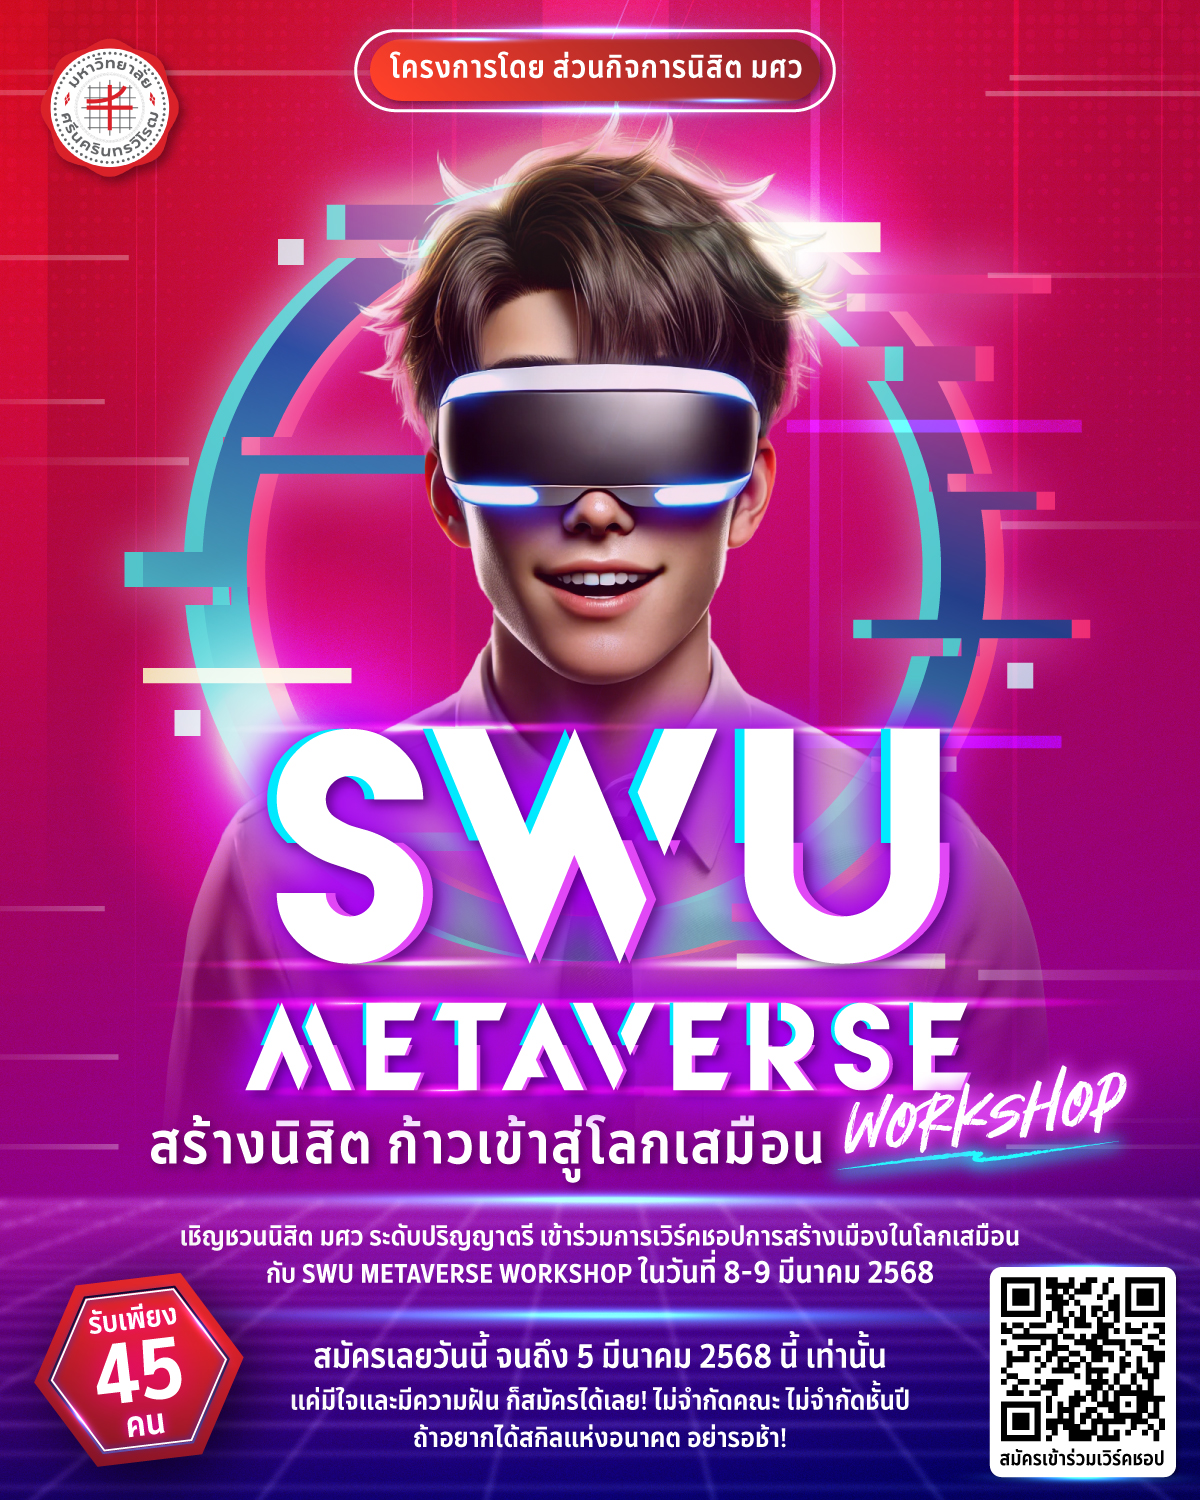 มหาวิทยาลัย
ศรีนครินทรวิโรฒ
โครงการโดย ส่วนกิจการนิสิต มศว
SWU
METAVERSE
WORKSHOP
สร้างนิสิต ก้าวเข้าสู่โลกเสมือน
เชิญชวนนิสิต มศว ระดับปริญญาตรี เข้าร่วมการเวิร์คชอปการสร้างเมืองในโลกเสมือน
กับ SWU METAVERSE WORKSHOP ในวันที่ 8-9 มีนาคม 2568
รับเพียง
45
คน
สมัครเลยวันนี้ จนถึง 5 มีนาคม 2568 นี้ เท่านั้น
แค่มีใจและมีความฝัน ก็สมัครได้เลย! ไม่จำกัดคณะ ไม่จำกัดชั้นปี
ถ้าอยากได้สกิลแห่งอนาคต อย่ารอช้า!
สมัครเข้าร่วมเวิร์คชอป